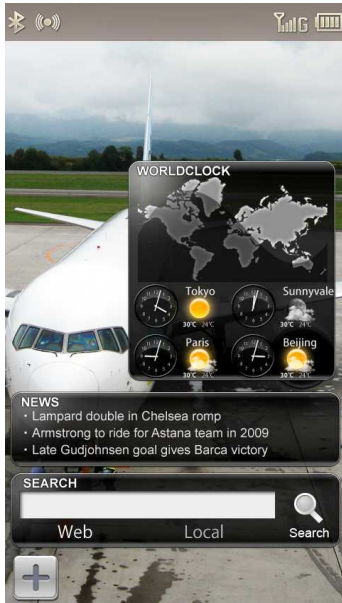 G
WORLDCLOCK
Tokyo
Sunnyvale
30°C 24°C
30°C 24°C
Paris
Beijing
30°C 24°C
30°C 24°C
NEWS
· Lampard double in Chelsea romp
· Armstrong to ride for Astana team in 2009
· Late Gudjohnsen goal gives Barca victory
SEARCH
Web
Local
Search